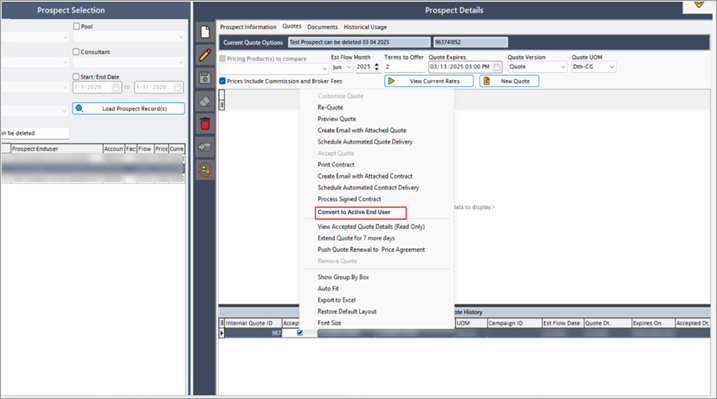 Prospect Selection
Pool
Consultant
Start/End Date
1/ 1/2020 to 1/31/2020
Load Prospect Record(s)
n be deleted
Prospect Enduser Accoun Fac Flow Price Curre
Prospect Details
Prospect Information Quotes Documents Historical Usage
Current Quote Options Test Prospect can be deleted 03 04 2025 963741852
Pricing Product(s) to compare Est Flow Month Terms to Offer Quote Expires Quote Version Quote UOM
Jun 2025 2 05/15/2025 05:00 PM Quote Dth-CG
Prices Include Commission and Broker Fees View Current Rates New Quote
Customize Quote
Re-Quote
Preview Quote
Create Email with Attached Quote
Schedule Automated Quote Delivery
Accept Quote
Print Contract
Create Email with Attached Contract
Schedule Automated Contract Delivery
Process Signed Contract
Convert to Active End User
View Accepted Quote Details (Read Only)
Extend Quote for 7 more days
Push Quote Renewal to Price Agreement
Remove Quote
Show Group By Box
Auto Fit
Export to Excel
Restore Default Layout
Font Size
data to display>
ote History
Internal Quote ID Accep UOM Campaign ID Est Flow Date Quote Dt. Expires On Accepted Dt.
987